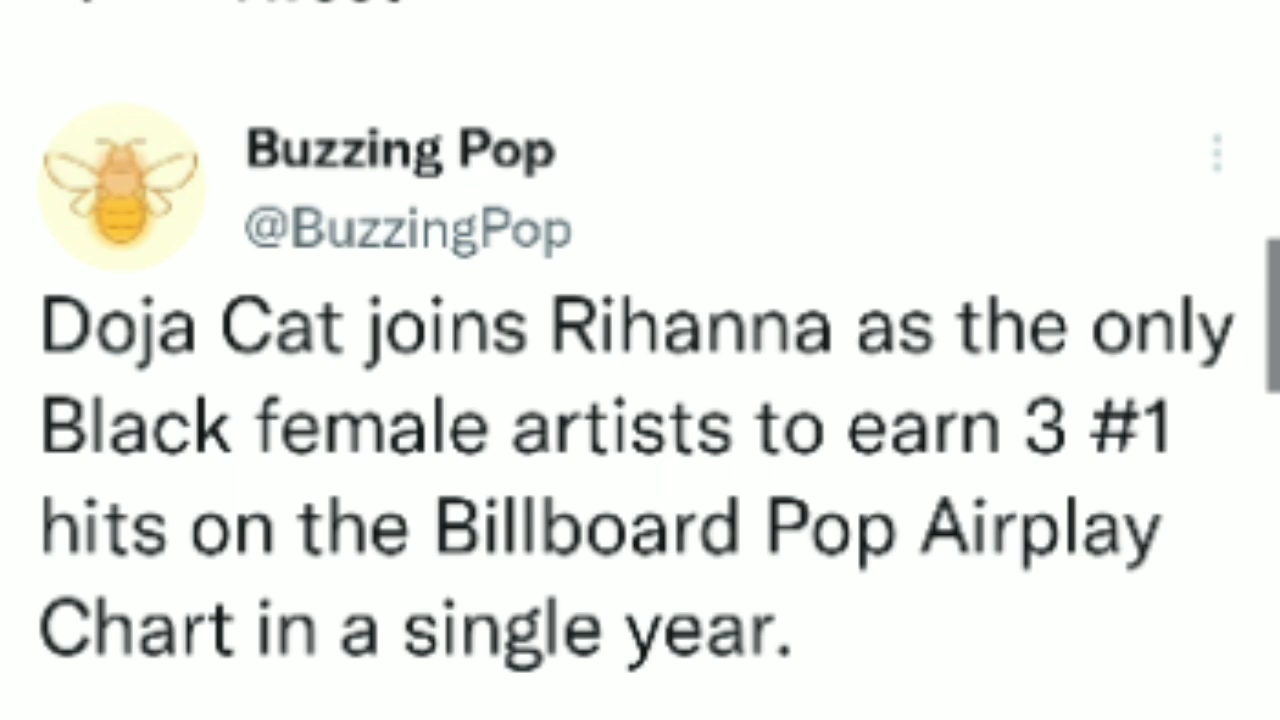 Buzzing Pop
@BuzzingPop
Doja Cat joins Rihanna as the only
Black female artists to earn 3 #1
hits on the Billboard Pop Airplay
Chart in a single year.